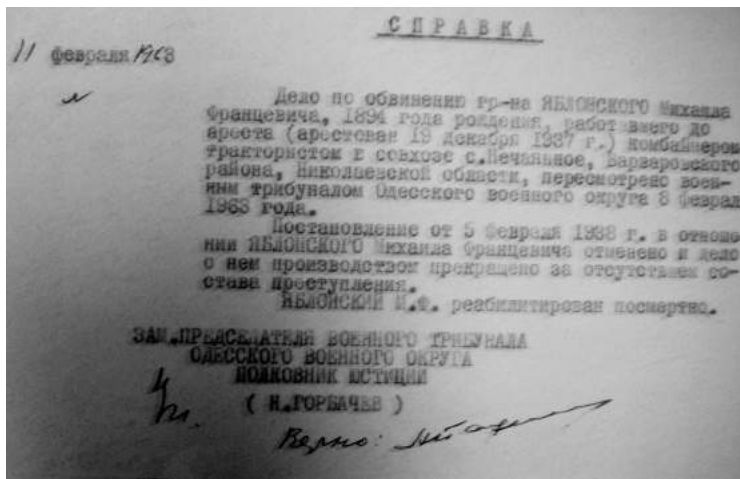 СПРАВКА
11 февраля 1963
Дело по обвинению гр-на ЯБЛОНСКОГО Михаила
Францевича, 1894 года рождения, работавшего до
ареста (арестован 19 декабря 1937 г.) комбайнером
трактористом в совхозе с.Нечаянное, Варваровского
района, Николаевской области, пересмотрено воен-
ным трибуналом Одесского военного округа 8 феврал
1963 года.
Постановление от 5 февраля 1938 г. в отноше-
нии ЯБЛОНСКОГО Михаила Францевича отменено и дело
о нем производством прекращено за отсутствием со-
става преступления.
ЯБЛОНСКИЙ М.Ф. реабилитирован посмертно.
ЗАМ.ПРЕДСЕДАТЕЛЯ ВОЕННОГО ТРИБУНАЛА
ОДЕССКОГО ВОЕННОГО ОКРУГА
ПОЛКОВНИК ЮСТИЦИИ
( Н.ГОРБАЧЕВ )
Верно: